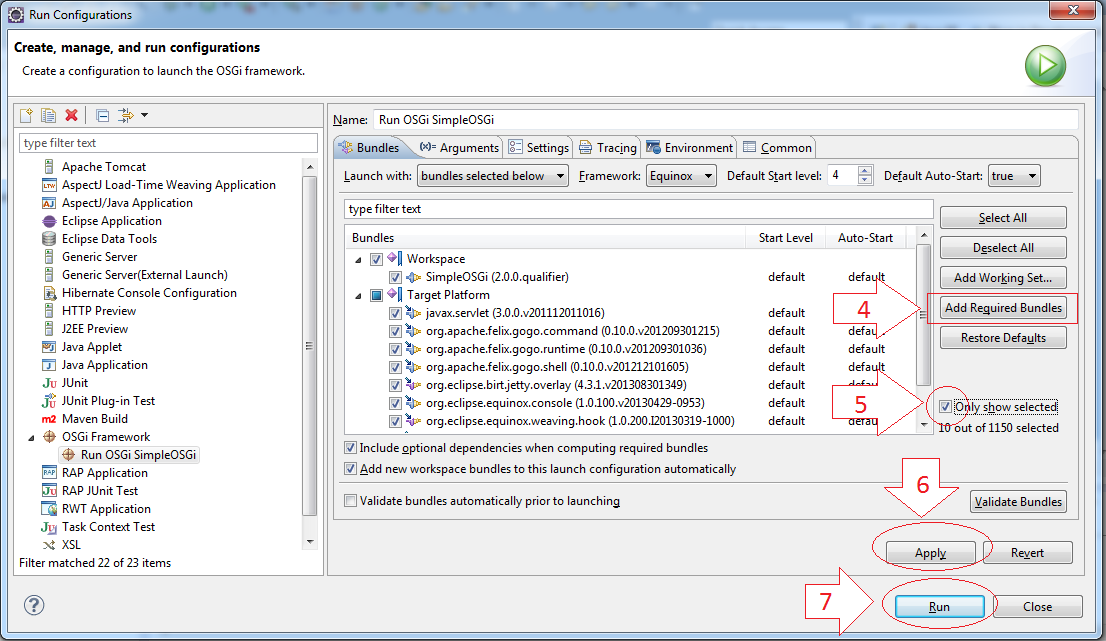 Run Configurations
Create, manage, and run configurations
Create a configuration to launch the OSGi framework.
type filter text
Apache Tomcat
AspectJ Load-Time Weaving Application
AspectJ/Java Application
Eclipse Application
Eclipse Data Tools
Generic Server
Generic Server(External Launch)
Hibernate Console Configuration
HTTP Preview
J2EE Preview
Java Applet
Java Application
JUnit
JUnit Plug-in Test
Maven Build
OSGi Framework
Run OSGi SimpleOSGi
RAP Application
RAP JUnit Test
RWT Application
Task Context Test
XSL
Filter matched 22 of 23 items
Name: Run OSGi SimpleOSGi
Bundles (x)= Arguments Settings Tracing Environment Common
Launch with: bundles selected below Framework: Equinox Default Start level: 4 Default Auto-Start: true
type filter text
Bundles Start Level Auto-Start
Workspace
SimpleOSGi (2.0.0.qualifier) default default
Target Platform
javax.servlet (3.0.0.v201112011016) default default
org.apache.felix.gogo.command (0.10.0.v201209301215) default default
org.apache.felix.gogo.runtime (0.10.0.v201209301036) default default
org.apache.felix.gogo.shell (0.10.0.v201212101605) default default
org.eclipse.birt.jetty.overlay (4.3.1.v201308301349) default default
org.eclipse.equinox.console (1.0.100.v20130429-0953) default default
org.eclipse.equinox.weaving.hook (1.0.200.I20130319-1000) default default
Select All
Deselect All
Add Working Set...
4 Add Required Bundles
Restore Defaults
5 Only show selected
10 out of 1150 selected
Include optional dependencies when computing required bundles
Add new workspace bundles to this launch configuration automatically
Validate bundles automatically prior to launching
Validate Bundles
6
Apply Revert
7 Run Close